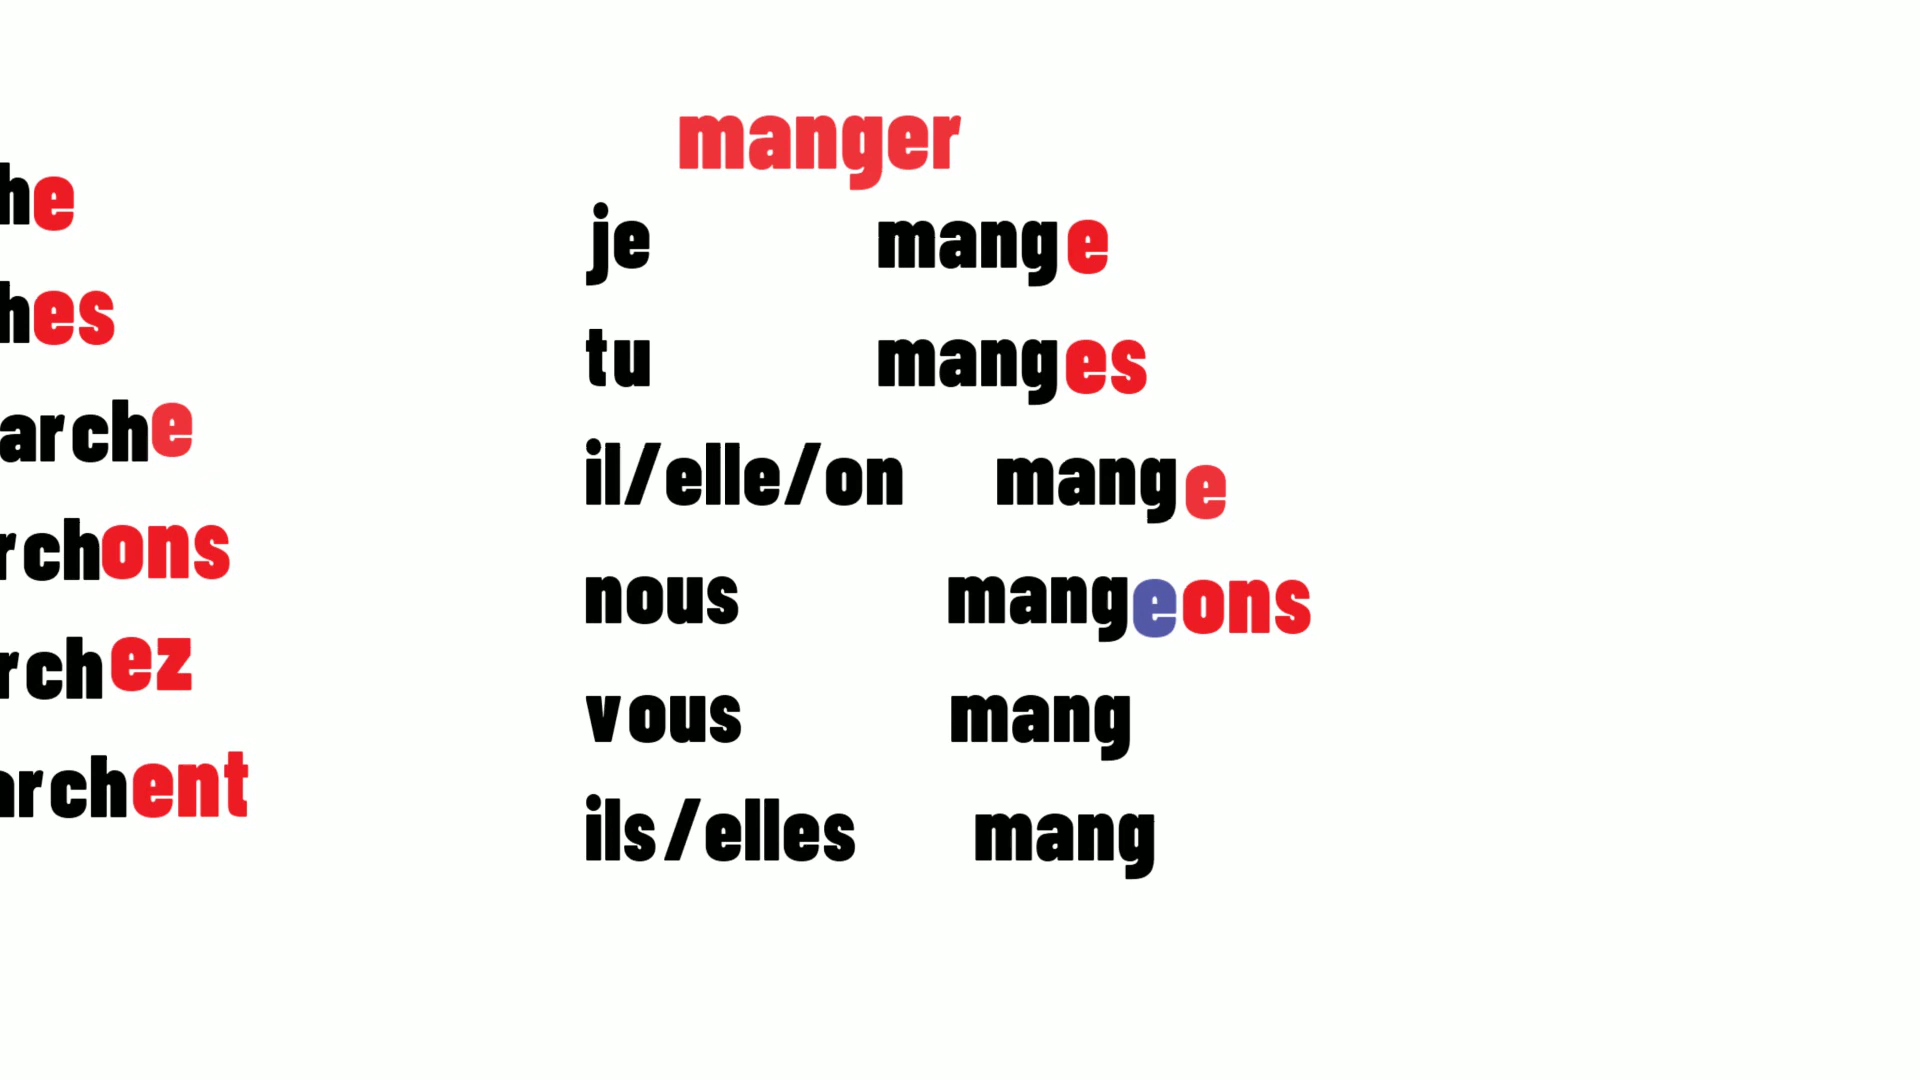 he
hes
arche
rchons
rchez
archent
manger
je mange
tu manges
il/elle/on mange
nous mangeons
vous mang
ils/elles mang